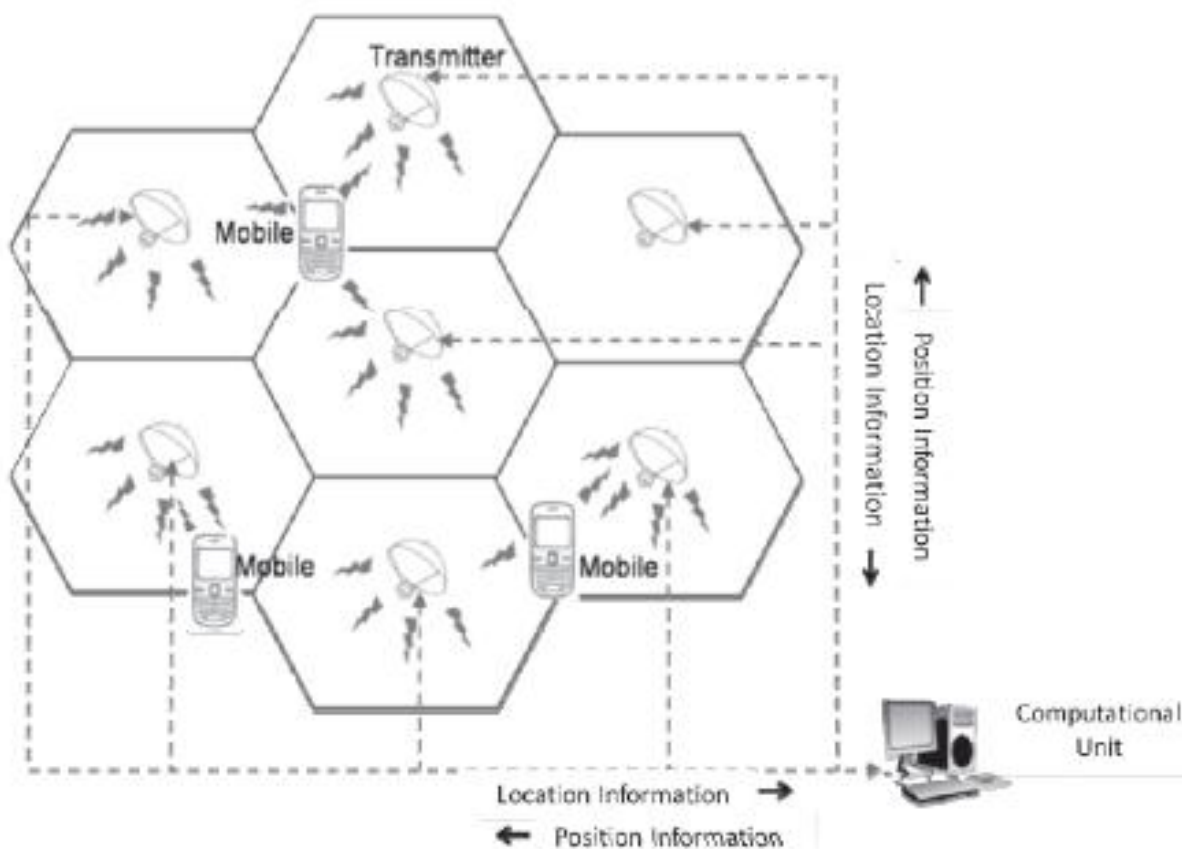 Transmitter
Mobile
Location Information
Position Information
Mobile
Mobile
Computational
Unit
Location Information
Position Information